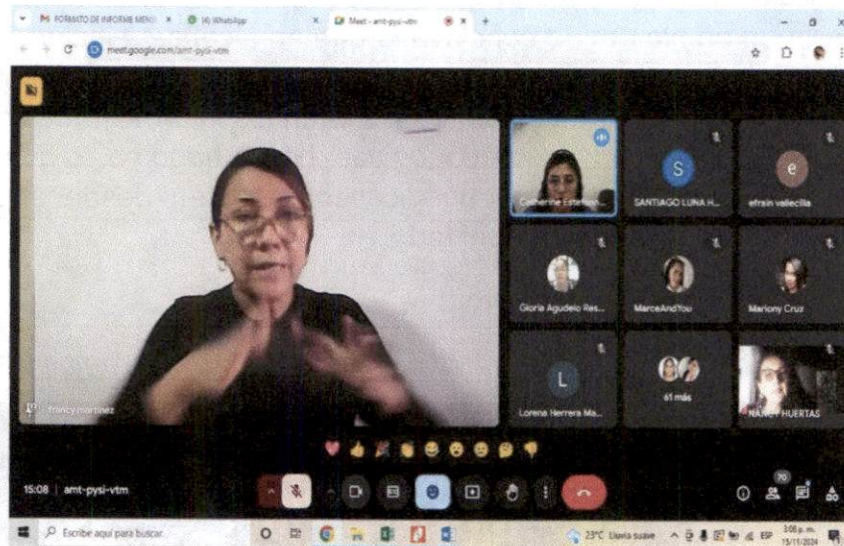 FORMATO DE INFORME MENS
(4) WhatsApp
Meet - amt-pysi-vtm
meet.google.com/amt-pysi-vtm
francy martinez
Catherine Estefan...
S
SANTIAGO LUNA H...
e
efrain vallecilla
Gloria Agudelo Res...
MarceAndYou
Mariony Cruz
L
Lorena Herrera Ma...
61 más
NANCY HUERTAS
15:08 | amt-pysi-vtm
70
Escribe aquí para buscar.
23°C Lluvia suave
ESP
3:08 p. m.
15/11/2024